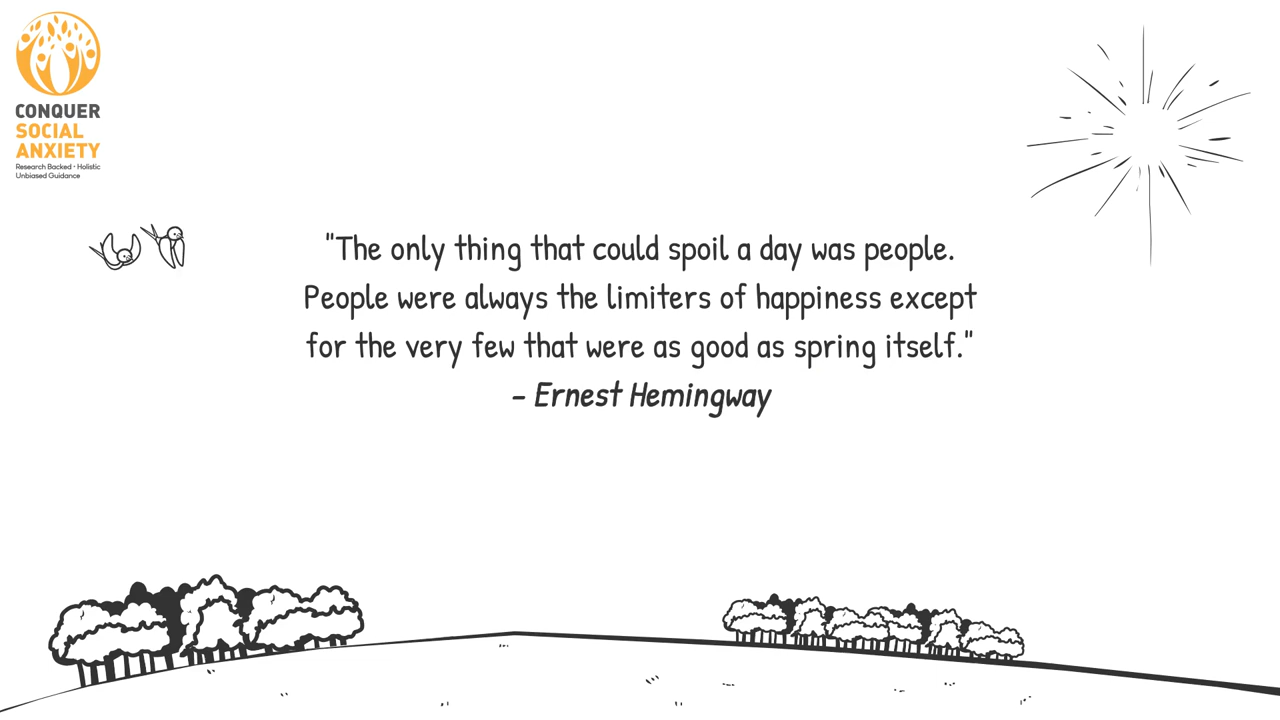 CONQUER
SOCIAL
ANXIETY
Research Backed • Holistic
Unbiased Guidance
"The only thing that could spoil a day was people.
People were always the limiters of happiness except
for the very few that were as good as spring itself."
– Ernest Hemingway